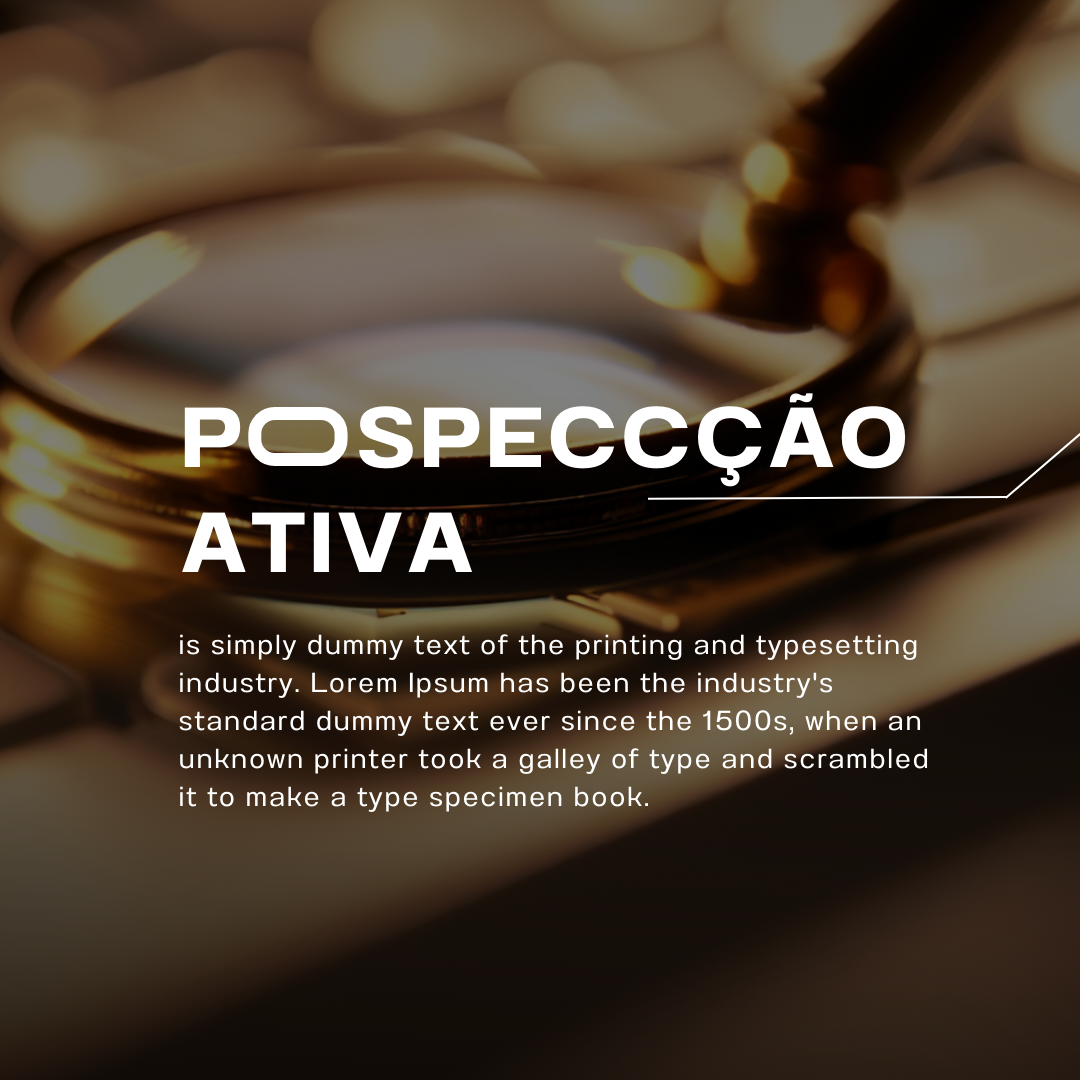 POSPECCÇÃO
ATIVA
is simply dummy text of the printing and typesetting
industry. Lorem Ipsum has been the industry's
standard dummy text ever since the 1500s, when an
unknown printer took a galley of type and scrambled
it to make a type specimen book.